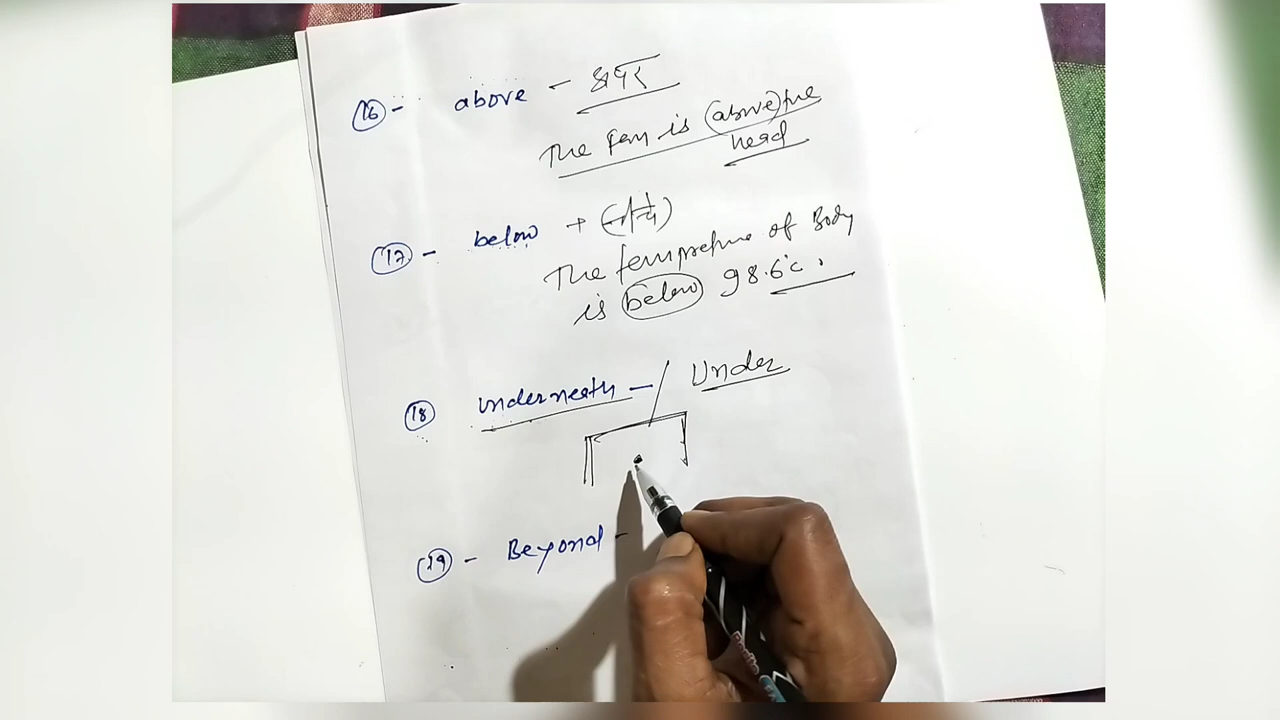 16 - above - ऊपर
The Fan is above the
head
17 - below +
The temprature of Body
is below 98.6°c.
18 underneath - / Under
19 - Beyond -